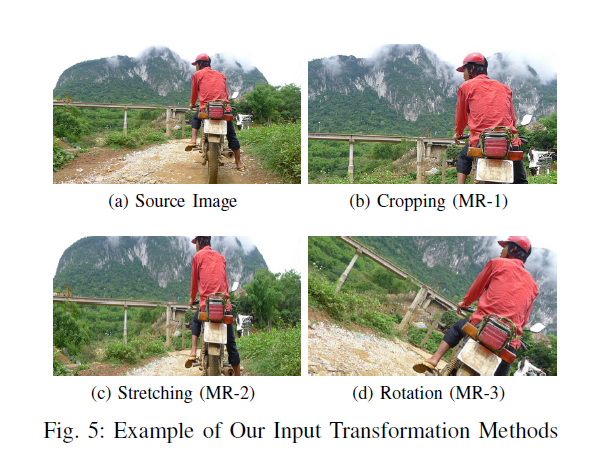 (a) Source Image
(b) Cropping (MR-1)
(c) Stretching (MR-2)
(d) Rotation (MR-3)
Fig. 5: Example of Our Input Transformation Methods